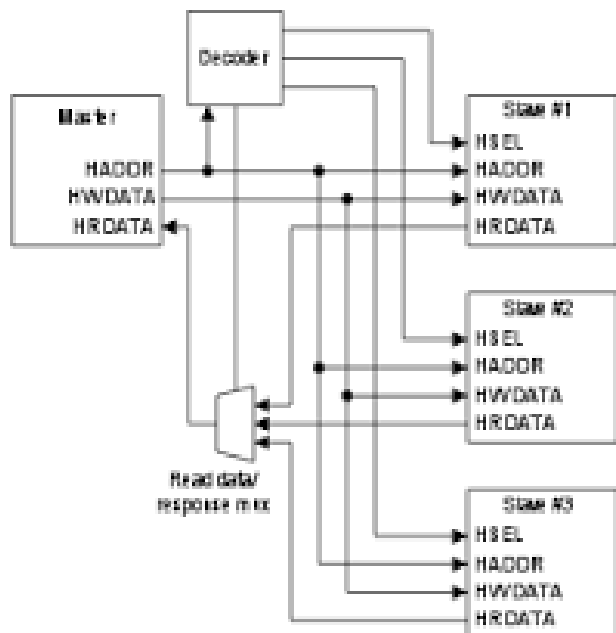 Decoder
Master
HADDR
HWDATA
HRDATA
Slave #1
HSEL
HADDR
HWDATA
HRDATA
Slave #2
HSEL
HADDR
HWDATA
HRDATA
Read data/
response mux
Slave #3
HSEL
HADDR
HWDATA
HRDATA